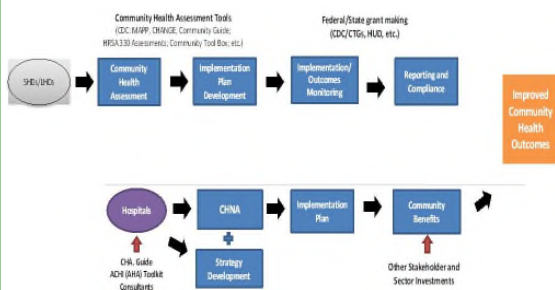 Community Health Assessment Tools
(CDC: MAPP, CHANGE, Community Guide;
HRSA 330 Assessments; Community Tool Box; etc.)
Federal/State grant making
(CDC/CTGs, HUD, etc.)
SHDs/LHDs
Community
Health
Assessment
Implementation
Plan
Development
Implementation/
Outcomes
Monitoring
Reporting and
Compliance
Improved
Community
Health
Outcomes
Hospitals
CHNA
Implementation
Plan
Community
Benefits
CHA. Guide
ACHI (AHA) Toolkit
Consultants
Strategy
Development
Other Stakeholder and
Sector Investments